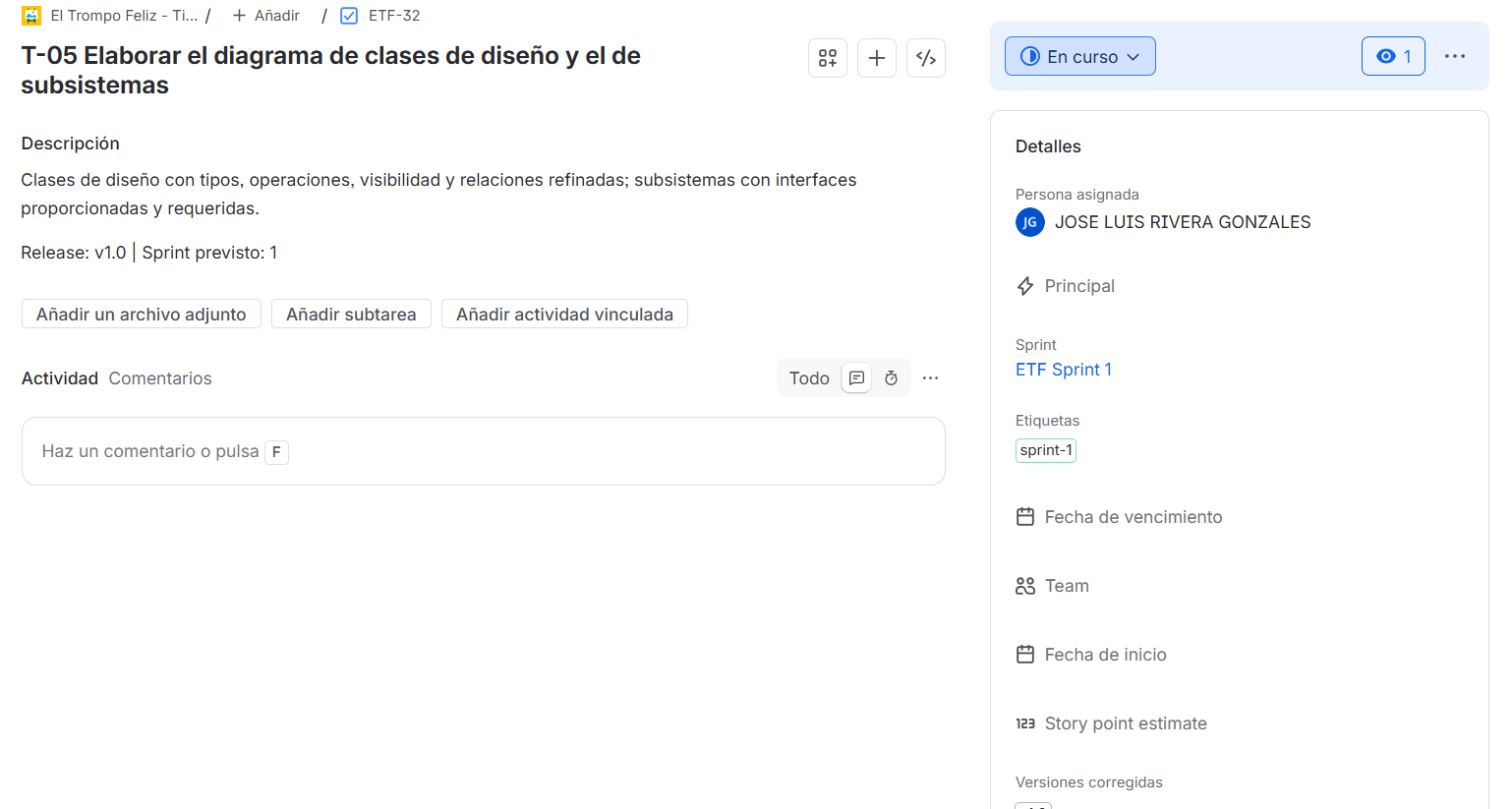 El Trompo Feliz - Ti... / + Añadir / ETF-32
T-05 Elaborar el diagrama de clases de diseño y el de
subsistemas
Descripción
Clases de diseño con tipos, operaciones, visibilidad y relaciones refinadas; subsistemas con interfaces
proporcionadas y requeridas.
Release: v1.0 | Sprint previsto: 1
Añadir un archivo adjunto Añadir subtarea Añadir actividad vinculada
Actividad Comentarios Todo
Haz un comentario o pulsa F
En curso 1
Detalles
Persona asignada
JG JOSE LUIS RIVERA GONZALES
Principal
Sprint
ETF Sprint 1
Etiquetas
sprint-1
Fecha de vencimiento
Team
Fecha de inicio
123 Story point estimate
Versiones corregidas